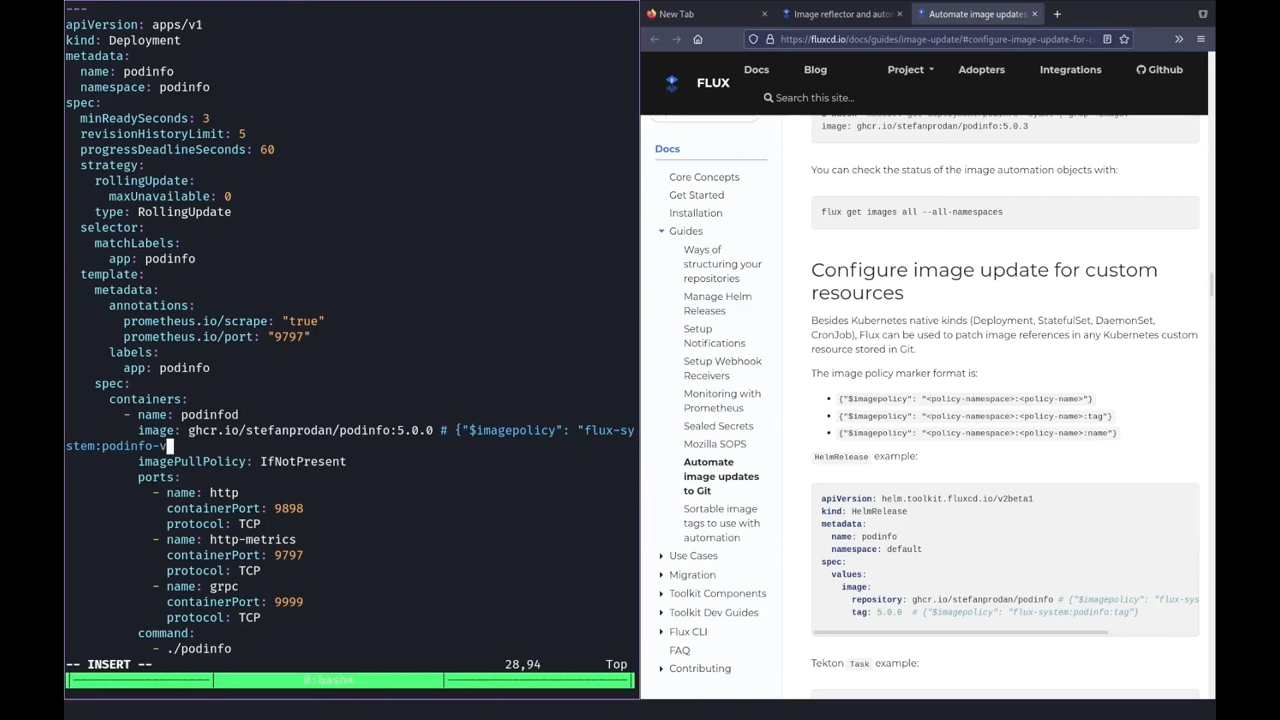 ---
apiVersion: apps/v1
kind: Deployment
metadata:
  name: podinfo
  namespace: podinfo
spec:
  minReadySeconds: 3
  revisionHistoryLimit: 5
  progressDeadlineSeconds: 60
  strategy:
    rollingUpdate:
      maxUnavailable: 0
    type: RollingUpdate
  selector:
    matchLabels:
      app: podinfo
  template:
    metadata:
      annotations:
        prometheus.io/scrape: "true"
        prometheus.io/port: "9797"
      labels:
        app: podinfo
    spec:
      containers:
        - name: podinfod
          image: ghcr.io/stefanprodan/podinfo:5.0.0 # {"$imagepolicy": "flux-sy
stem:podinfo-v
          imagePullPolicy: IfNotPresent
          ports:
            - name: http
              containerPort: 9898
              protocol: TCP
            - name: http-metrics
              containerPort: 9797
              protocol: TCP
            - name: grpc
              containerPort: 9999
              protocol: TCP
          command:
            - ./podinfo
-- INSERT -- 28,94 Top
0:bash*
New Tab
Image reflector and auto
Automate image updates
https://fluxcd.io/docs/guides/image-update/#configure-image-update-for-c
FLUX
Docs Blog Project Adopters Integrations Github
Search this site...
Docs
Core Concepts
Get Started
Installation
Guides
Ways of
structuring your
repositories
Manage Helm
Releases
Setup
Notifications
Setup Webhook
Receivers
Monitoring with
Prometheus
Sealed Secrets
Mozilla SOPS
Automate
image updates
to Git
Sortable image
tags to use with
automation
Use Cases
Migration
Toolkit Components
Toolkit Dev Guides
Flux CLI
FAQ
Contributing
image: ghcr.io/stefanprodan/podinfo:5.0.3
You can check the status of the image automation objects with:
flux get images all --all-namespaces
Configure image update for custom
resources
Besides Kubernetes native kinds (Deployment, StatefulSet, DaemonSet,
CronJob), Flux can be used to patch image references in any Kubernetes custom
resource stored in Git.
The image policy marker format is:
{"$imagepolicy": "<policy-namespace>:<policy-name>"}
{"$imagepolicy": "<policy-namespace>:<policy-name>:tag"}
{"$imagepolicy": "<policy-namespace>:<policy-name>:name"}
HelmRelease example:
apiVersion: helm.toolkit.fluxcd.io/v2beta1
kind: HelmRelease
metadata:
  name: podinfo
  namespace: default
spec:
  values:
    image:
      repository: ghcr.io/stefanprodan/podinfo # {"$imagepolicy": "flux-sys
      tag: 5.0.0  # {"$imagepolicy": "flux-system:podinfo:tag"}
Tekton Task example: